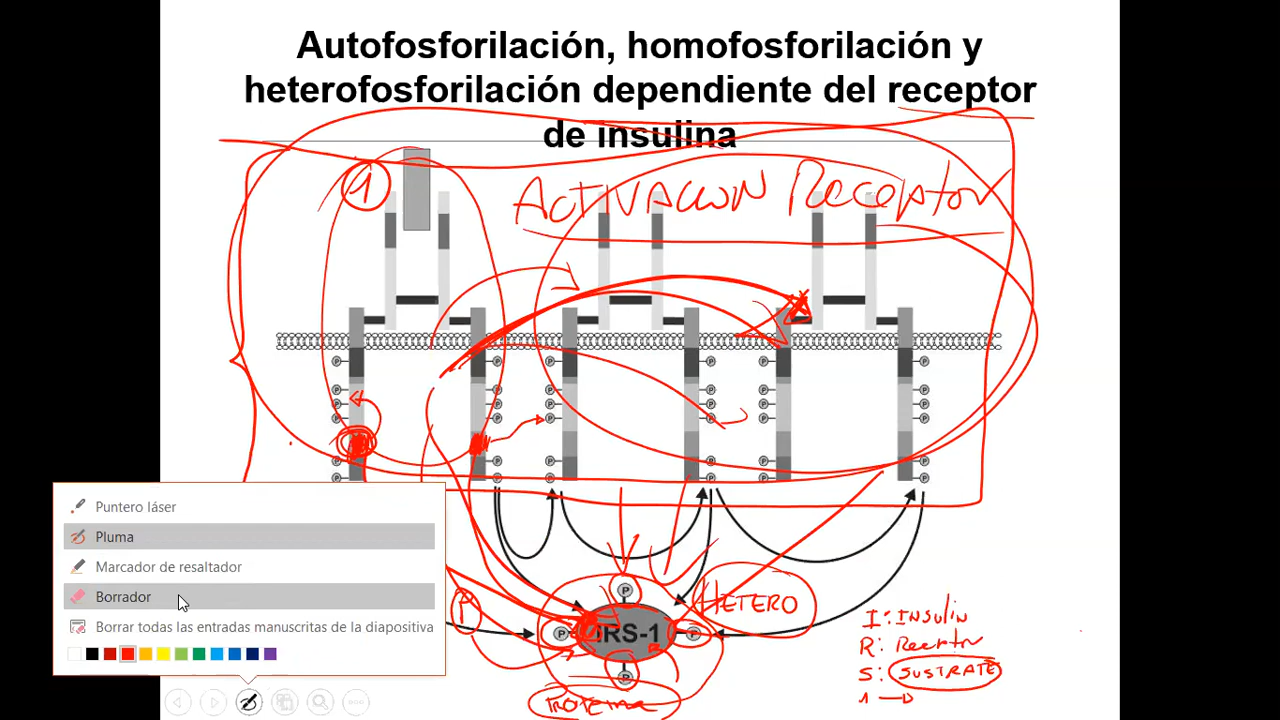 Autofosforilación, homofosforilación y
heterofosforilación dependiente del receptor
de insulina
1
ACTIVACION Receptor
P P P P P P
P P P P P P
P P P P P P
P P P P P P
P P P P P P
P P P P P P
Puntero láser
Pluma
Marcador de resaltador
Borrador
Borrar todas las entradas manuscritas de la diapositiva
P
HETERO
P
P IRS-1 P
P
PROTEINA
I: INSulin
R: Receptor
S: SUSTRATE
1